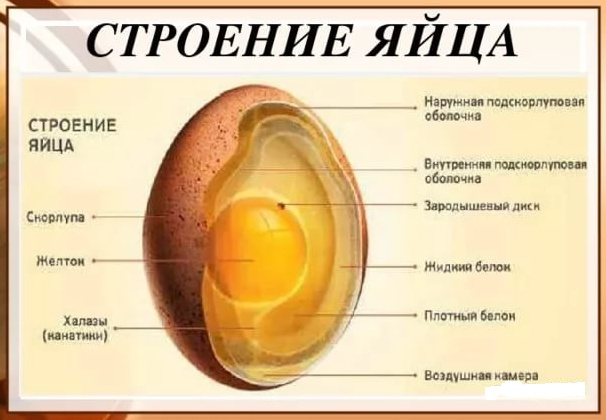 СТРОЕНИЕ ЯЙЦА
СТРОЕНИЕ
ЯЙЦА
Скорлупа
Желток
Халазы
(канатики)
Наружная подскорлуповая
оболочка
Внутренняя подскорлуповая
оболочка
Зародышевый диск
Жидкий белок
Плотный белок
Воздушная камера